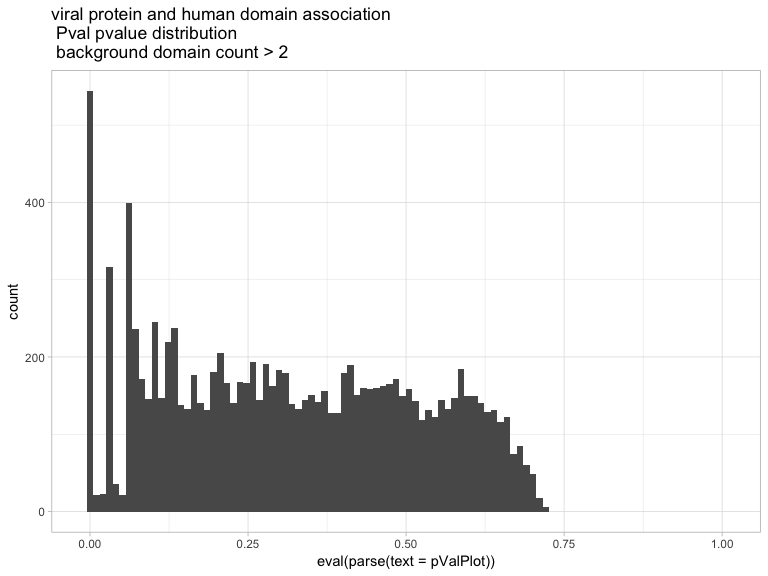 viral protein and human domain association
Pval pvalue distribution
background domain count > 2
count
400
200
0
0.00
0.25
0.50
0.75
1.00
eval(parse(text = pValPlot))